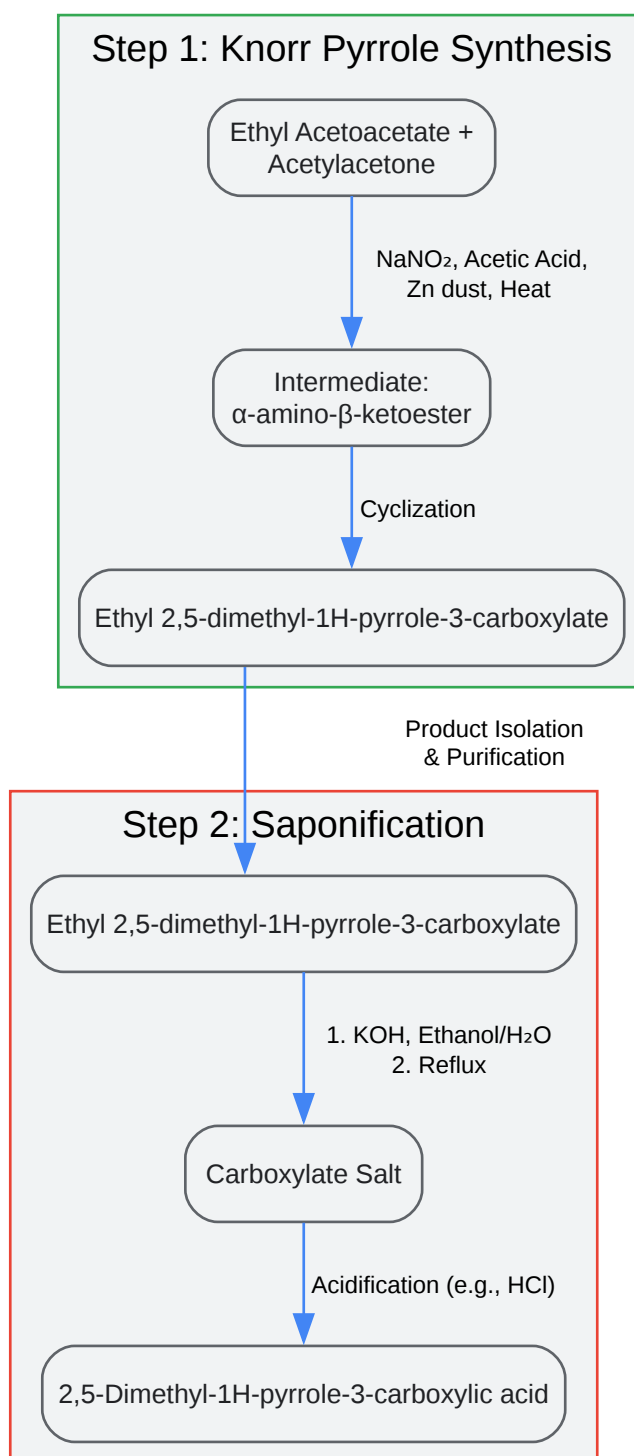 Step 1: Knorr Pyrrole Synthesis
Ethyl Acetoacetate +
Acetylacetone
NaNO₂, Acetic Acid,
Zn dust, Heat
Intermediate:
α-amino-β-ketoester
Cyclization
Ethyl 2,5-dimethyl-1H-pyrrole-3-carboxylate
Product Isolation
& Purification
Step 2: Saponification
Ethyl 2,5-dimethyl-1H-pyrrole-3-carboxylate
1. KOH, Ethanol/H₂O
2. Reflux
Carboxylate Salt
Acidification (e.g., HCl)
2,5-Dimethyl-1H-pyrrole-3-carboxylic acid